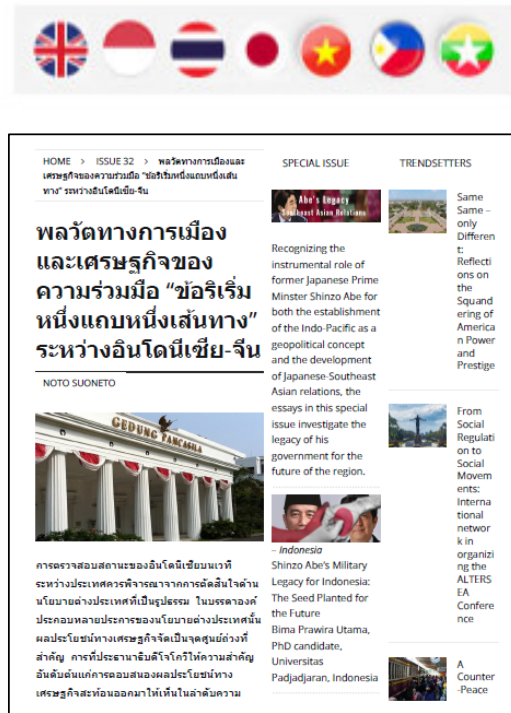 HOME > ISSUE 32 > พลวัตทางการเมืองและ
เศรษฐกิจของความร่วมมือ "ข้อริเริ่มหนึ่งแถบหนึ่งเส้น
ทาง" ระหว่างอินโดนีเซีย-จีน
พลวัตทางการเมือง
และเศรษฐกิจของ
ความร่วมมือ “ข้อริเริ่ม
หนึ่งแถบหนึ่งเส้นทาง”
ระหว่างอินโดนีเซีย-จีน
NOTO SUONETO
GEDUNG PANCASILA
การตรวจสอบสถานะของอินโดนีเซียบนเวที
ระหว่างประเทศควรพิจารณาจากการตัดสินใจด้าน
นโยบายต่างประเทศที่เป็นรูปธรรม ในบรรดาองค์
ประกอบหลายประการของนโยบายต่างประเทศนั้น
ผลประโยชน์ทางเศรษฐกิจจัดเป็นจุดศูนย์ถ่วงที่
สำคัญ การที่ประธานาธิบดีโจโกวีให้ความสำคัญ
อันดับต้นแก่การตอบสนองผลประโยชน์ทาง
เศรษฐกิจสะท้อนออกมาให้เห็นในลำดับความ
SPECIAL ISSUE
Abe's Legacy
Southeast Asian Relations
Recognizing the
instrumental role of
former Japanese Prime
Minster Shinzo Abe for
both the establishment
of the Indo-Pacific as a
geopolitical concept
and the development
of Japanese-Southeast
Asian relations, the
essays in this special
issue investigate the
legacy of his
government for the
future of the region.
– Indonesia
Shinzo Abe's Military
Legacy for Indonesia:
The Seed Planted for
the Future
Bima Prawira Utama,
PhD candidate,
Universitas
Padjadjaran, Indonesia
TRENDSETTERS
Same
Same –
only
Differen
t:
Reflecti
ons on
the
Squand
ering of
America
n Power
and
Prestige
From
Social
Regulati
on to
Social
Movem
ents:
Interna
tional
networ
k in
organizi
ng the
ALTERS
EA
Confere
nce
A
Counter
-Peace